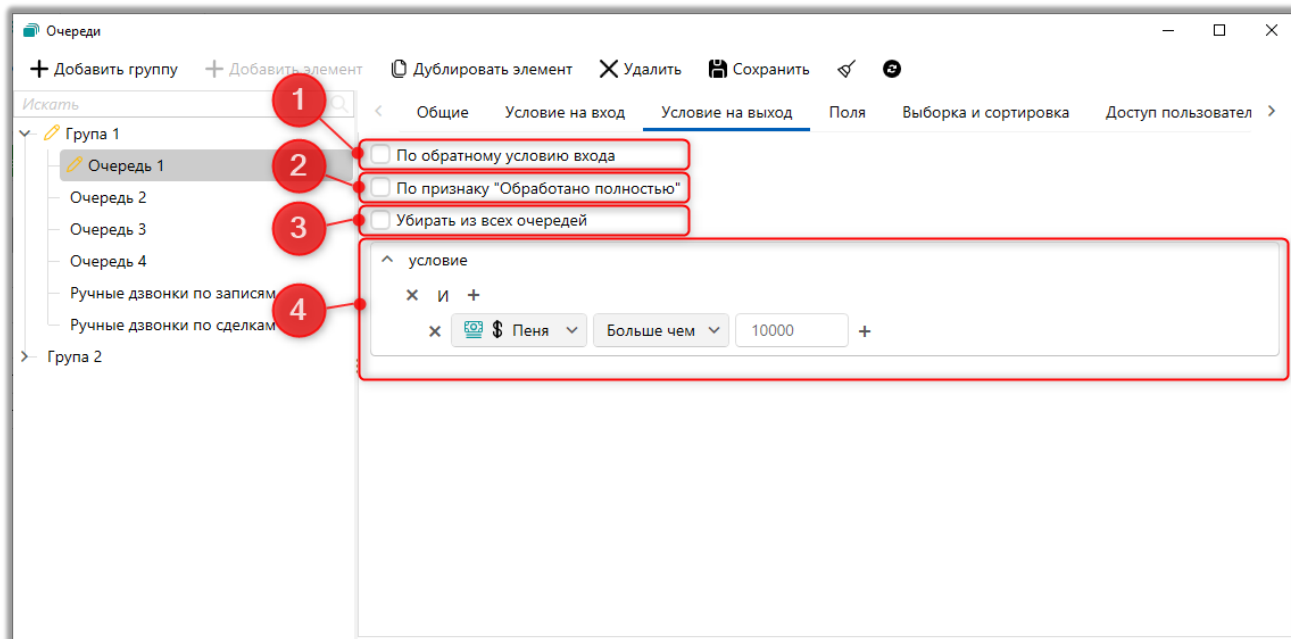 Очереди
Добавить группу Добавить элемент Дублировать элемент Удалить Сохранить
Искать
Общие Условие на вход Условие на выход Поля Выборка и сортировка Доступ пользовател
Група 1
Очередь 1
Очередь 2
Очередь 3
Очередь 4
Ручные дзвонки по записям
Ручные дзвонки по сделкам
Група 2
1 По обратному условию входа
2 По признаку "Обработано полностью"
3 Убирать из всех очередей
4 условие
И
$ Пеня Больше чем 10000